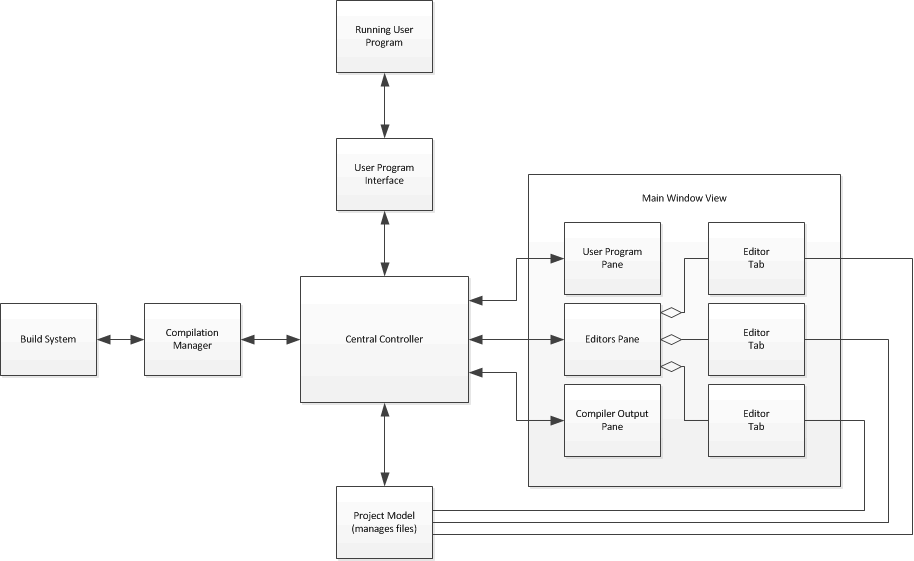 Running User
Program
User Program
Interface
Main Window View
User Program
Pane
Editor
Tab
Build System
Compilation
Manager
Central Controller
Editors Pane
Editor
Tab
Compiler Output
Pane
Editor
Tab
Project Model
(manages files)